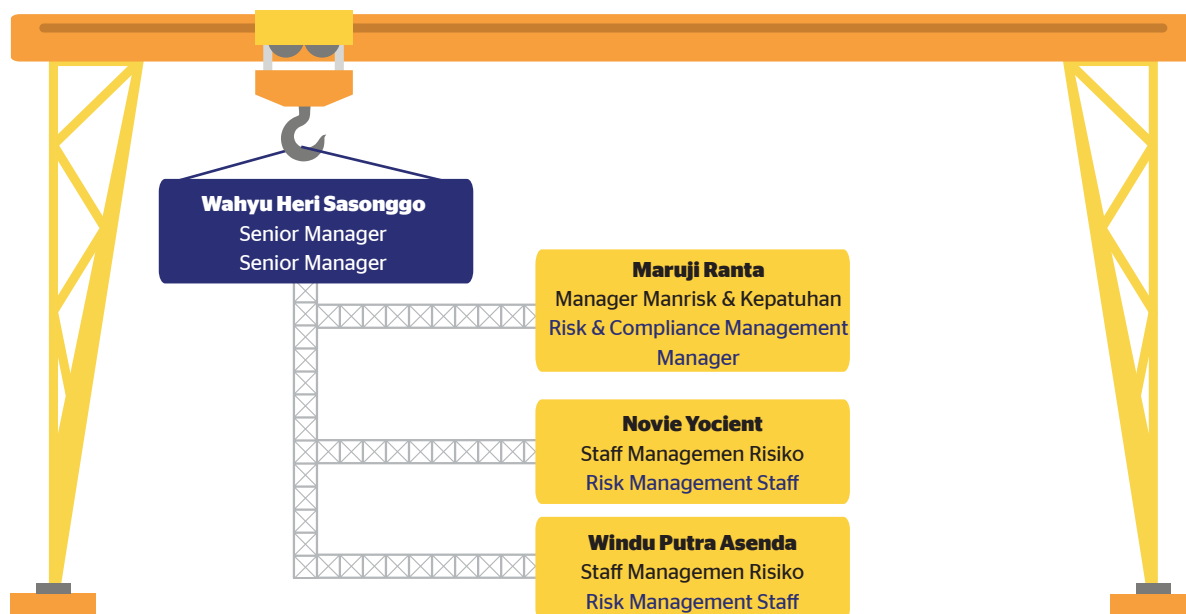 Wahyu Heri Sasonggo
Senior Manager
Senior Manager
Maruji Ranta
Manager Manrisk & Kepatuhan
Risk & Compliance Management
Manager
Novie Yocient
Staff Managemen Risiko
Risk Management Staff
Windu Putra Asenda
Staff Managemen Risiko
Risk Management Staff